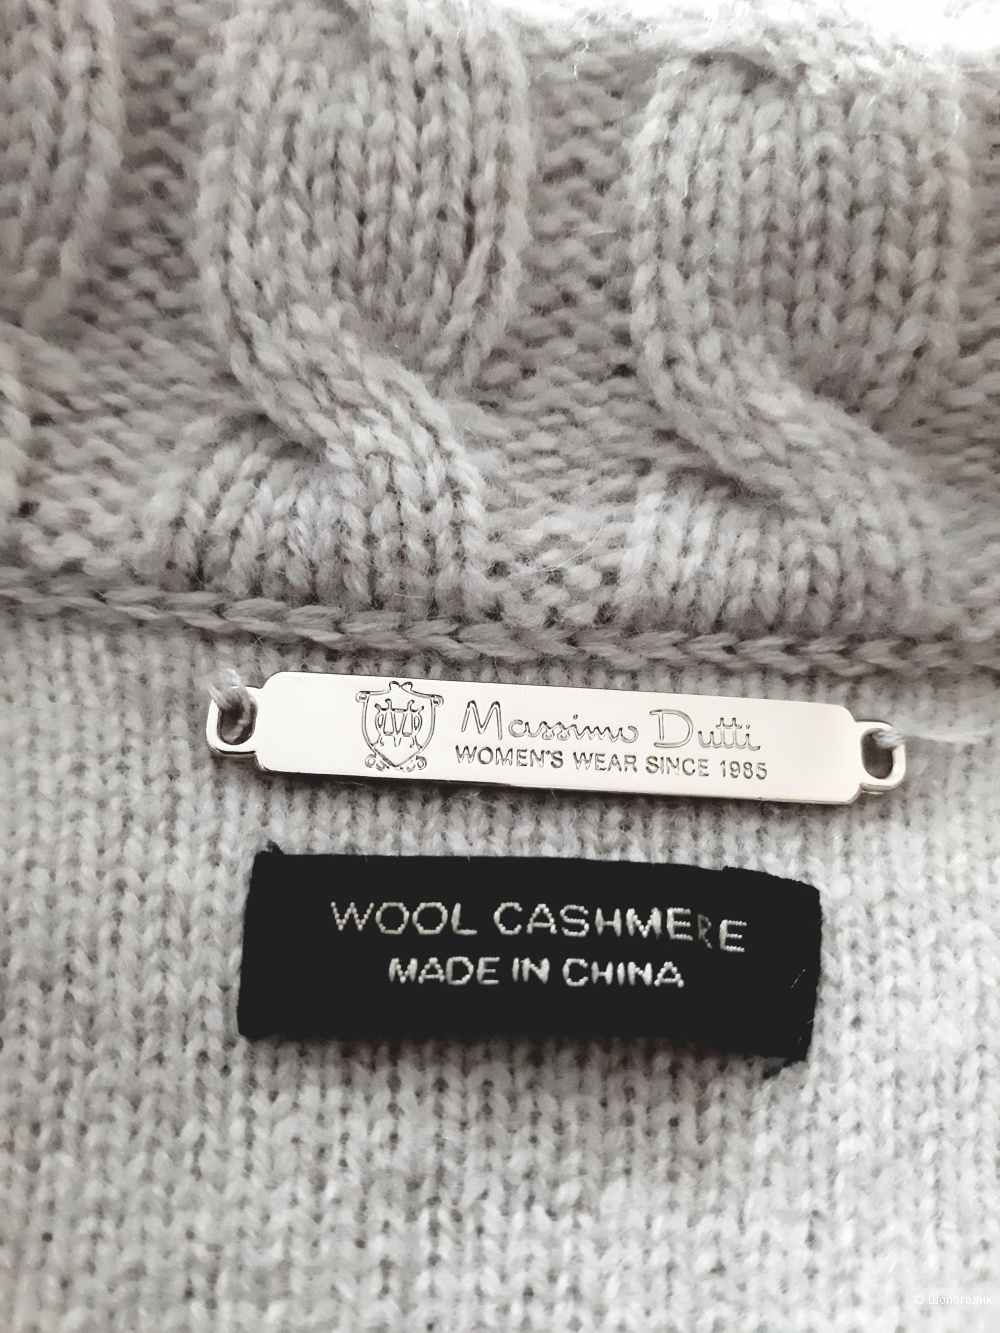 Massimo Dutti
WOMEN'S WEAR SINCE 1985
WOOL CASHMERE
MADE IN CHINA
© Шопоголик